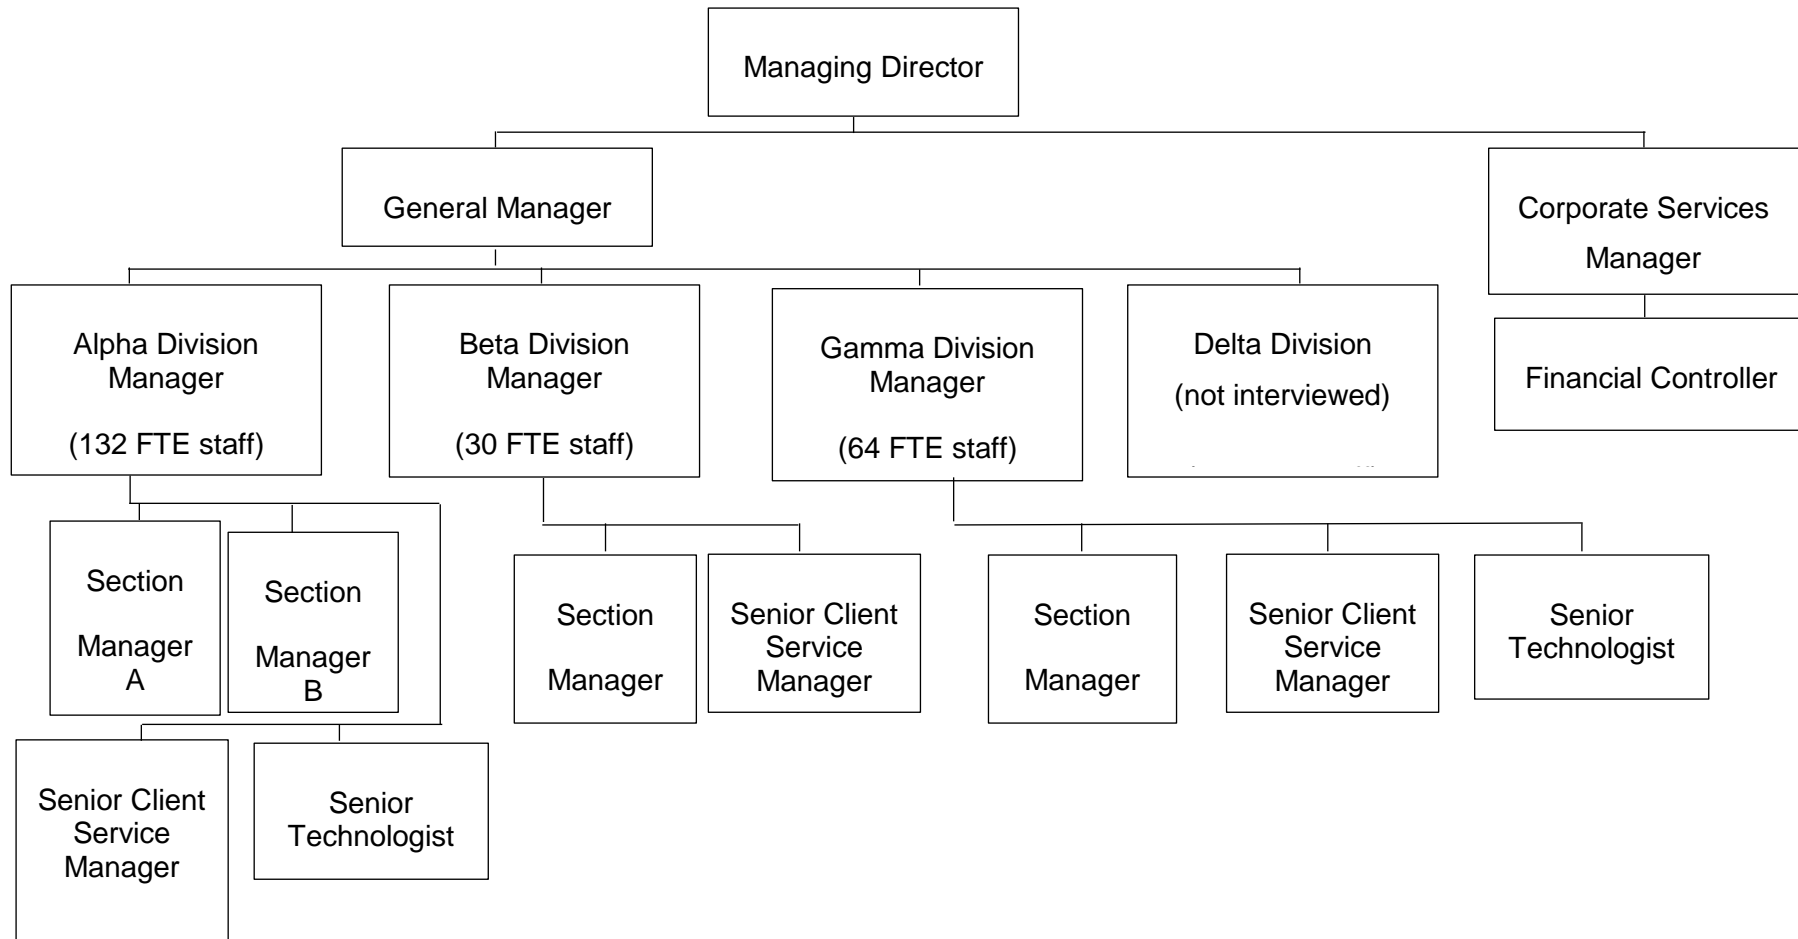 Managing Director
General Manager
Corporate Services
Manager
Alpha Division
Manager
(132 FTE staff)
Beta Division
Manager
(30 FTE staff)
Gamma Division
Manager
(64 FTE staff)
Delta Division
(not interviewed)
Financial Controller
Section
Manager
A
Section
Manager
B
Section
Manager
Senior Client
Service
Manager
Section
Manager
Senior Client
Service
Manager
Senior
Technologist
Senior Client
Service
Manager
Senior
Technologist